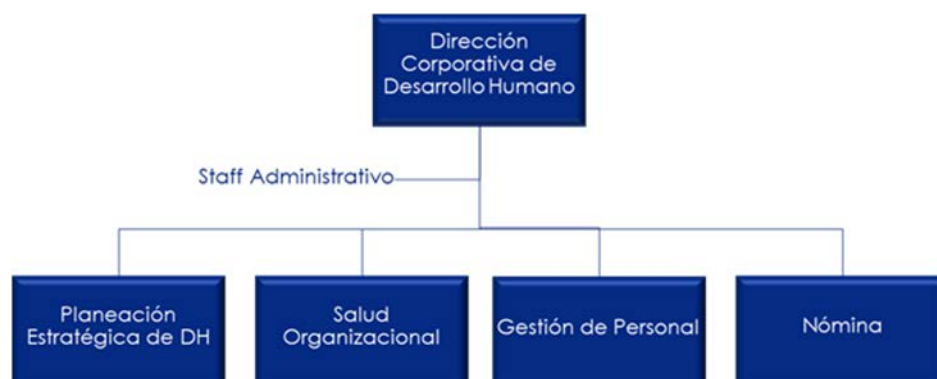 Dirección
Corporativa de
Desarrollo Humano
Staff Administrativo
Planeación
Estratégica de DH
Salud
Organizacional
Gestión de Personal
Nómina